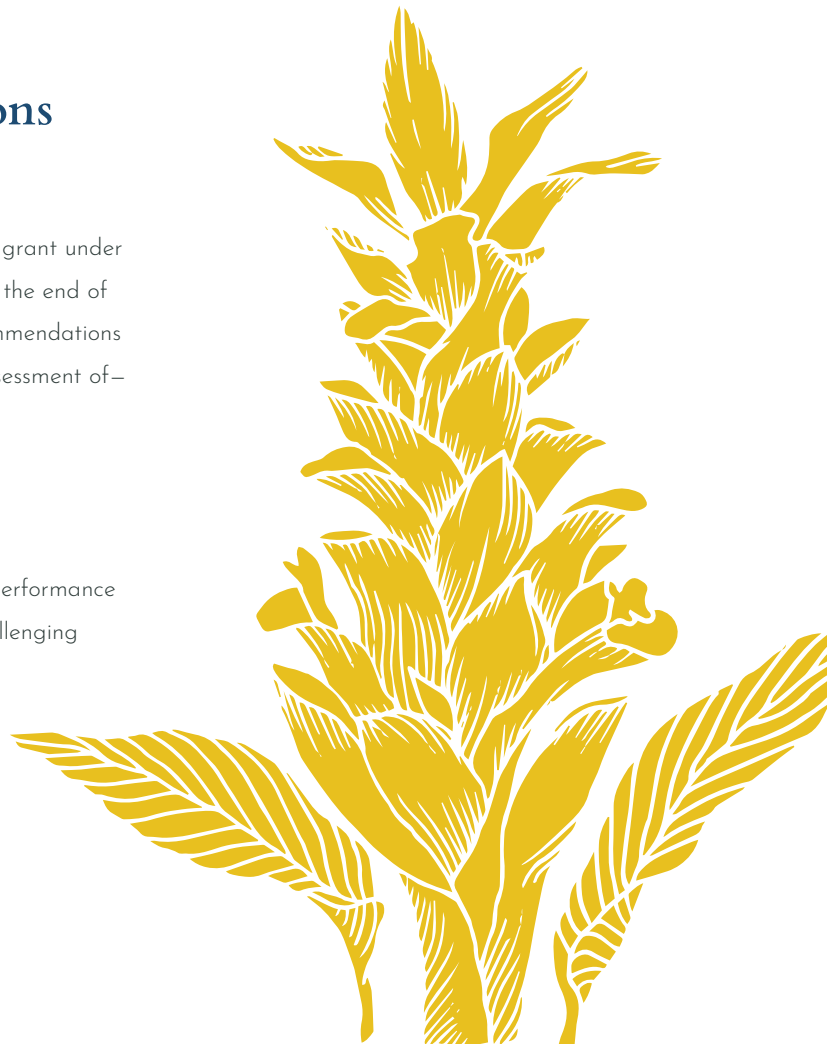 ons
grant under
the end of
mmendations
essment of–
erformance
llenging